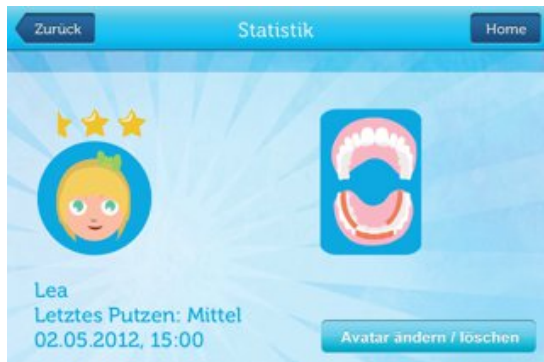 Zurück
Statistik
Home
Lea
Letztes Putzen: Mittel
02.05.2012, 15:00
Avatar ändern / löschen